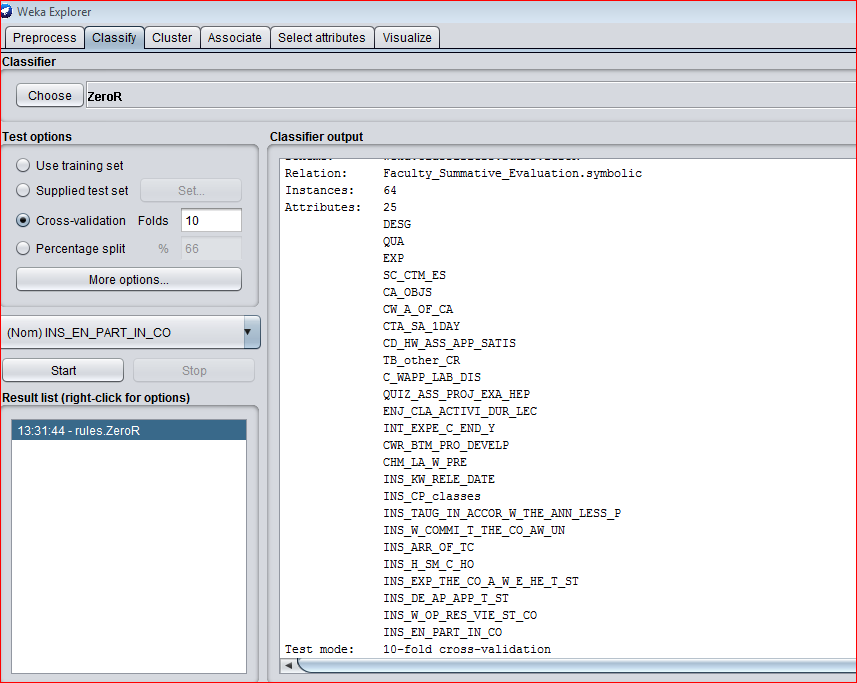 Weka Explorer
Preprocess Classify Cluster Associate Select attributes Visualize
Classifier
Choose ZeroR
Test options
Use training set
Supplied test set Set...
Cross-validation Folds 10
Percentage split % 66
More options...
(Nom) INS_EN_PART_IN_CO
Start Stop
Result list (right-click for options)
13:31:44 - rules.ZeroR
Classifier output
Relation: Faculty_Summative_Evaluation.symbolic
Instances: 64
Attributes: 25
DESG
QUA
EXP
SC_CTM_ES
CA_OBJS
CW_A_OF_CA
CTA_SA_1DAY
CD_HW_ASS_APP_SATIS
TB_other_CR
C_WAPP_LAB_DIS
QUIZ_ASS_PROJ_EXA_HEP
ENJ_CLA_ACTIVI_DUR_LEC
INT_EXPE_C_END_Y
CWR_BTM_PRO_DEVELP
CHM_LA_W_PRE
INS_KW_RELE_DATE
INS_CP_classes
INS_TAUG_IN_ACCOR_W_THE_ANN_LESS_P
INS_W_COMMI_T_THE_CO_AW_UN
INS_ARR_OF_TC
INS_H_SM_C_HO
INS_EXP_THE_CO_A_W_E_HE_T_ST
INS_DE_AP_APP_T_ST
INS_W_OP_RES_VIE_ST_CO
INS_EN_PART_IN_CO
Test mode: 10-fold cross-validation